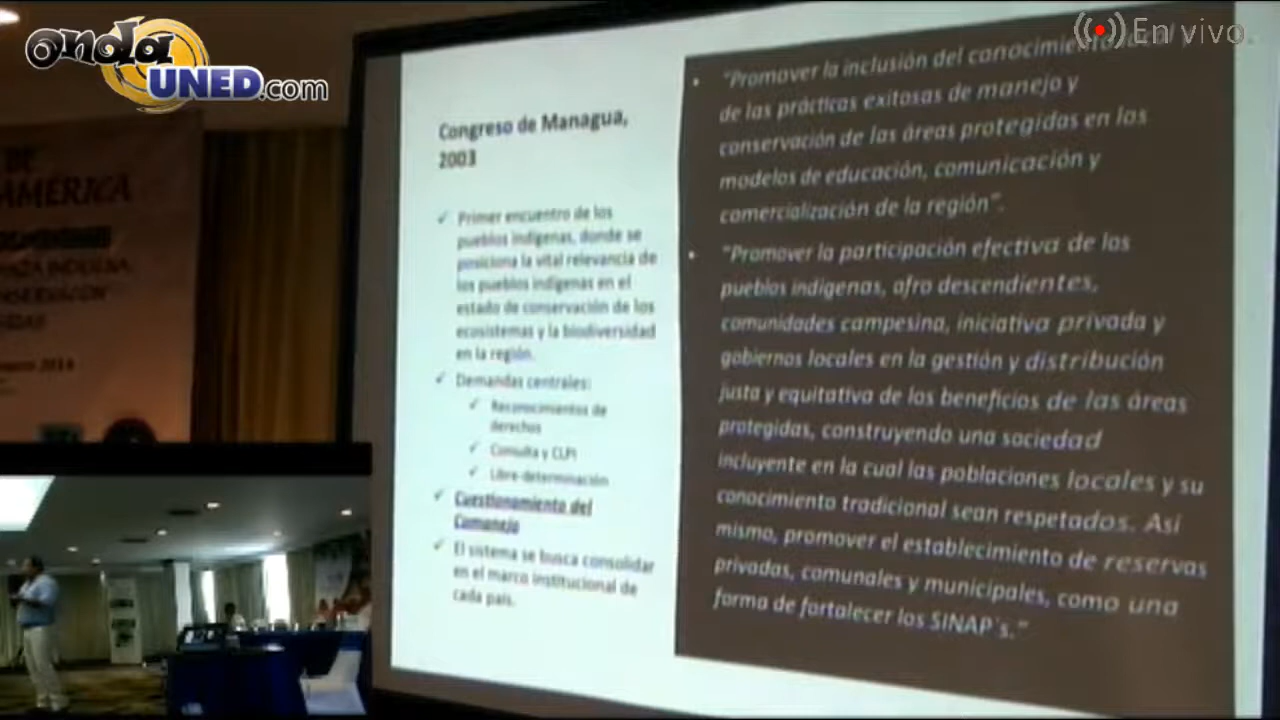 onda
UNED.com
En vivo.
DE
AMÉRICA
Congreso de Managua,
2003
✓ Primer encuentro de los
pueblos indígenas, donde se
posiciona la vital relevancia de
los pueblos indígenas en el
estado de conservación de los
ecosistemas y la biodiversidad
en la región.
✓ Demandas centrales:
✓ Reconocimientos de
derechos
✓ Consulta y CLPI
✓ Libre determinación
✓ Cuestionamiento del
Comanejo
✓ El sistema se busca consolidar
en el marco institucional de
cada país.
• "Promover la inclusión del conocimiento
de las prácticas exitosas de manejo y
conservación de las áreas protegidas en los
modelos de educación, comunicación y
comercialización de la región".
• "Promover la participación efectiva de los
pueblos indígenas, afro descendientes,
comunidades campesina, iniciativa privada y
gobiernos locales en la gestión y distribución
justa y equitativa de los beneficios de las áreas
protegidas, construyendo una sociedad
incluyente en la cual las poblaciones locales y su
conocimiento tradicional sean respetados. Así
mismo, promover el establecimiento de reservas
privadas, comunales y municipales, como una
forma de fortalecer los SINAP´s."